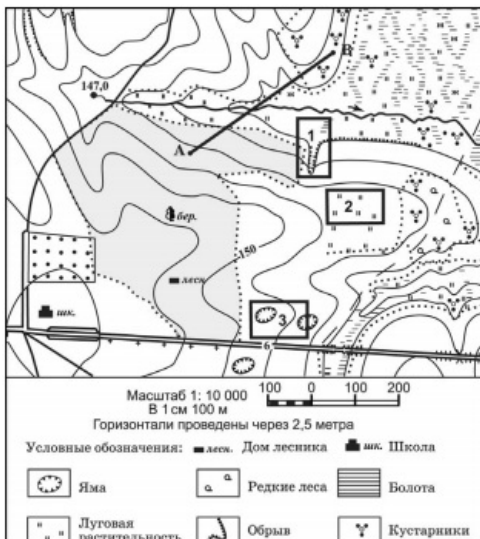 147,0
В
А
1
2
бер.
150
леск.
3
шк.
6
Масштаб 1: 10 000
В 1 см 100 м
100 0 100 200
Горизонтали проведены через 2,5 метра
Условные обозначения: леск. Дом лесника шк. Школа
Яма Редкие леса Болота
Луговая растительность Обрыв Кустарники